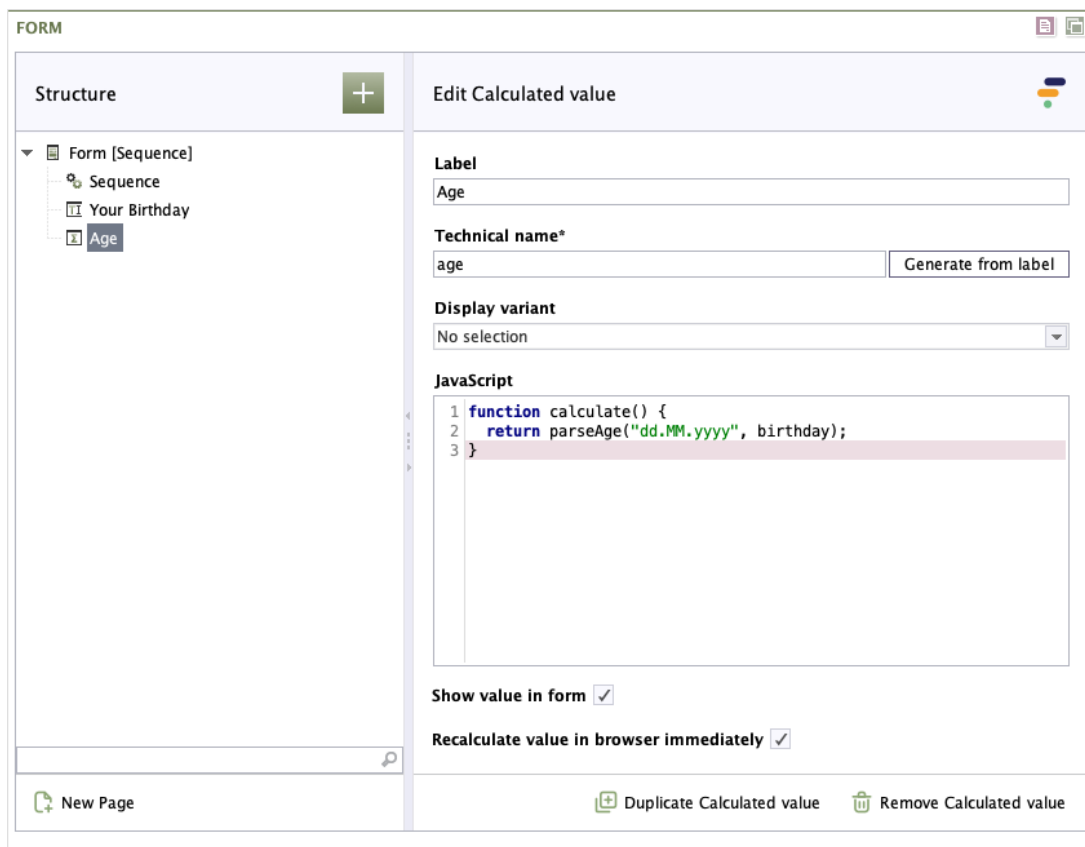 FORM
Structure
Form [Sequence]
Sequence
Your Birthday
Age
New Page
Edit Calculated value
Label
Age
Technical name*
age
Generate from label
Display variant
No selection
JavaScript
1 function calculate() {
2   return parseAge("dd.MM.yyyy", birthday);
3 }
Show value in form
Recalculate value in browser immediately
Duplicate Calculated value
Remove Calculated value